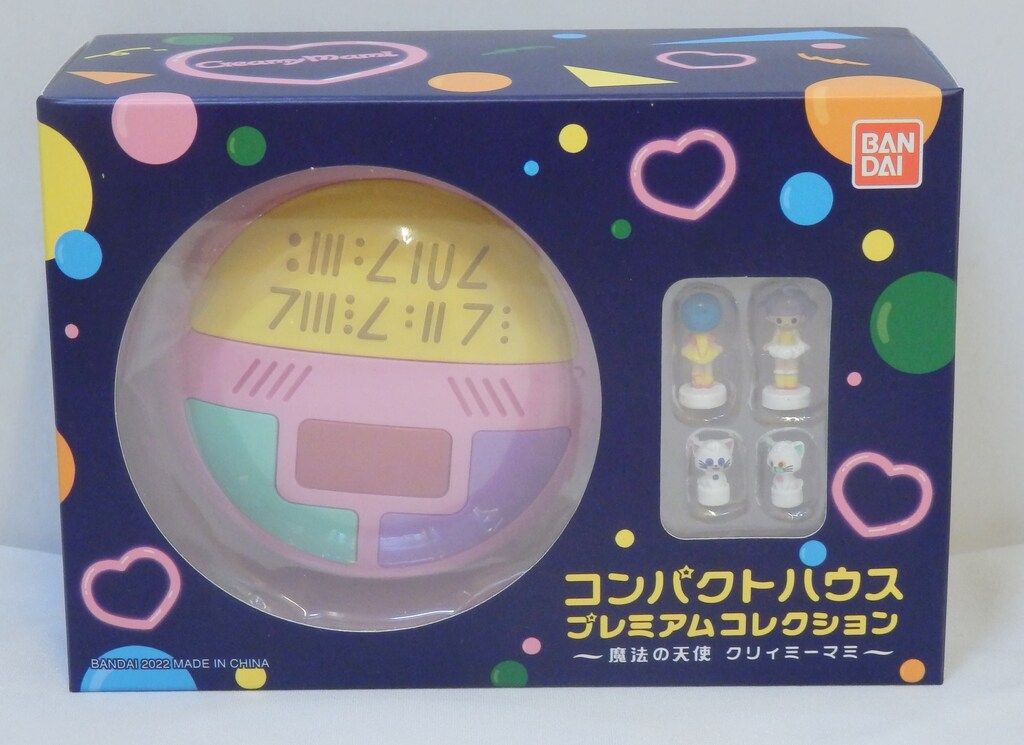 Creamy Mami
BAN
DAI
コンパクトハウス
プレミアムコレクション
〜魔法の天使 クリィミーマミ〜
BANDAI 2022 MADE IN CHINA